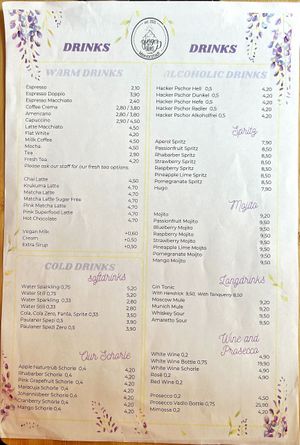 DRINKS
DRINKS
WARM DRINKS
Espresso 2,10
Espresso Doppio 3,90
Espresso Macchiato 2,40
Coffee Crema 2,80 / 3,80
Americano 2,80 / 3,80
Capuccino 2,90 / 4,50
Latte Macchiato 4,50
Flat White 4,20
Milk Coffee 4,20
Mocha 4,50
Tea 2,90
Fresh Tea 4,20
Please ask our staff for our fresh tea options.
Chai Latte 4,50
Knukuma Latte 4,70
Matcha Latte 4,70
Matcha Latte Sugar Free 4,70
Pink Matcha Latte 4,70
Pink Superfood Latte 4,70
Hot Chocolate 4,70
Vegan Milk +0,60
Cream +0,50
Extra Sirup +0,50
COLD DRINKS
softdrinks
Water Sparkling 0,75 5,20
Water Still 0,75 5,20
Water Sparkling 0,33 2,80
Water Still 0,33 2,80
Cola, Cola Zero, Fanta, Sprite 0,33
Paulaner Spezi 0,5
Paulaner Spezi Zero 0,5 3,90
Our Schorle
Apple Naturtrüb Schorle 0,4 4,20
Rhabarber Schorle 0,4 4,20
Pink Grapefruit Schorle 0,4 4,20
Maracuja Schorle 0,4 4,20
Johannisbeer Schorle 0,4 4,20
Cranberry Schorle 0,4 4,20
Mango Schorle 0,4 4,20
ALCOHOLIC DRINKS
Hacker Pschor Hell 0,5 4,20
Hacker Pschor Dunkel 0,5 4,20
Hacker Pschor Hefe 0,5 4,20
Hacker Pschor Radler 0,5 4,20
Hacker Pschor Alkoholfrei 0,5 4,20
Spritz
Aperol Spritz 7,90
Passionfruit Spritz 8,50
Rhabarber Spritz 8,50
Strawberry Spritz 8,50
Raspberry Spritz 8,50
Pineapple Lime Spritz 8,50
Pomegranate Spritz 8,50
Hugo 7,90
Mojito
Mojito 9,20
Passionfruit Mojito 9,50
Blueberry Mojito 9,50
Raspberry Mojito 9,50
Strawberry Mojito 9,50
Pineapple Lime Mojito 9,50
Pomegranate Mojito 9,50
Mango Mojito 9,50
Longdrinks
Gin Tonic
With Hendrick 9,50, With Tanqueray 8,50
Moscow Mule 9,50
Munich Mule 9,50
Whiskey Sour 9,50
Amaretto Sour 9,50
Wine and
Prosecco
White Wine 0,2 4,90
White Wine Bottle 0,75 19,90
White Wine Schorle 4,90
Rosé 0,2 4,90
Red Wine 0,2 4,90
Prosecco 0,2 4,50
Prosecco Vadlo Bottle 0,75 21,90
Mimossa 0,2 4,20